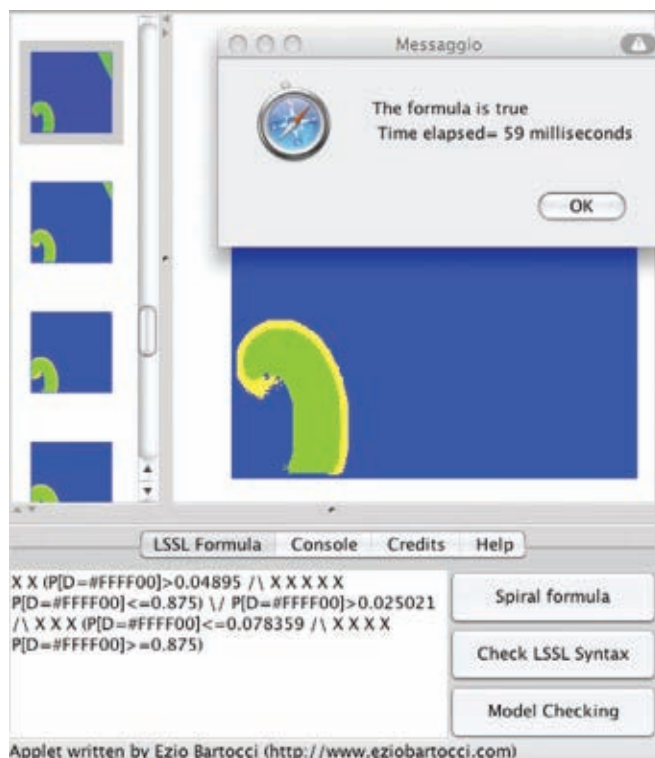 Messaggio
The formula is true
Time elapsed= 59 milliseconds
OK
LSSL Formula Console Credits Help
X X (P[D=#FFFF00]>0.04895 /\ X X X X X
P[D=#FFFF00]<=0.875) \/ P[D=#FFFF00]>0.025021
/\ X X X (P[D=#FFFF00]<=0.078359 /\ X X X X
P[D=#FFFF00]>=0.875)
Spiral formula
Check LSSL Syntax
Model Checking
Applet written by Ezio Bartocci (http://www.eziobartocci.com)